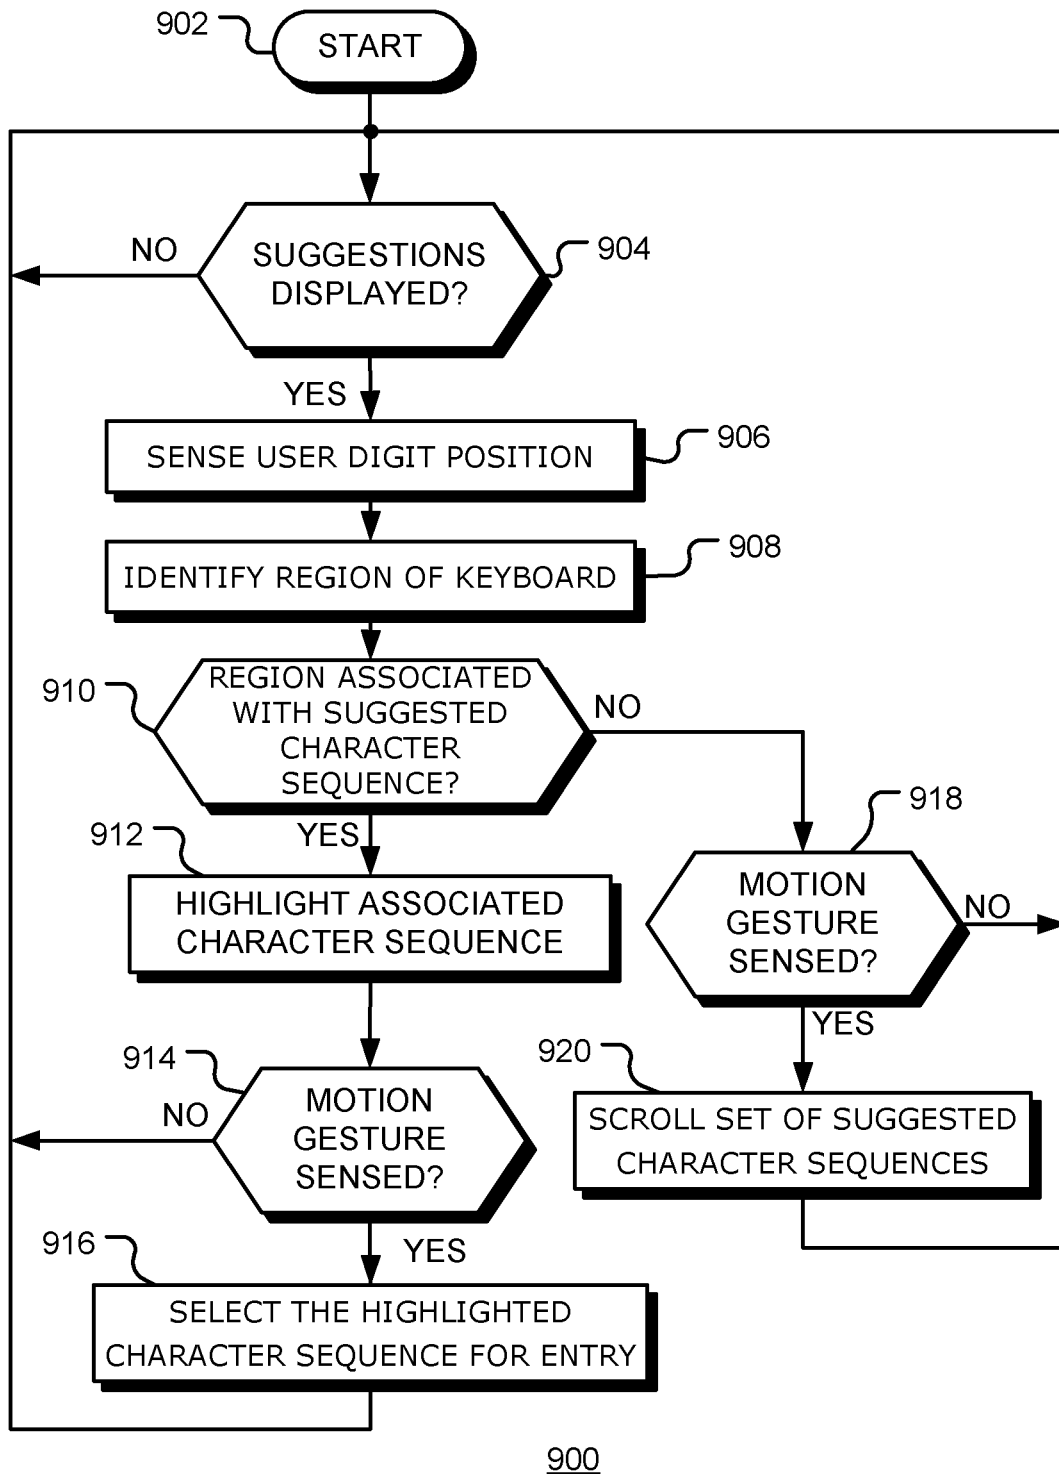 902
START
NO
SUGGESTIONS
DISPLAYED?
904
YES
SENSE USER DIGIT POSITION
906
IDENTIFY REGION OF KEYBOARD
908
910
REGION ASSOCIATED
WITH SUGGESTED
CHARACTER
SEQUENCE?
NO
YES
912
HIGHLIGHT ASSOCIATED
CHARACTER SEQUENCE
918
MOTION
GESTURE
SENSED?
NO
YES
914
NO
MOTION
GESTURE
SENSED?
920
SCROLL SET OF SUGGESTED
CHARACTER SEQUENCES
YES
916
SELECT THE HIGHLIGHTED
CHARACTER SEQUENCE FOR ENTRY
900